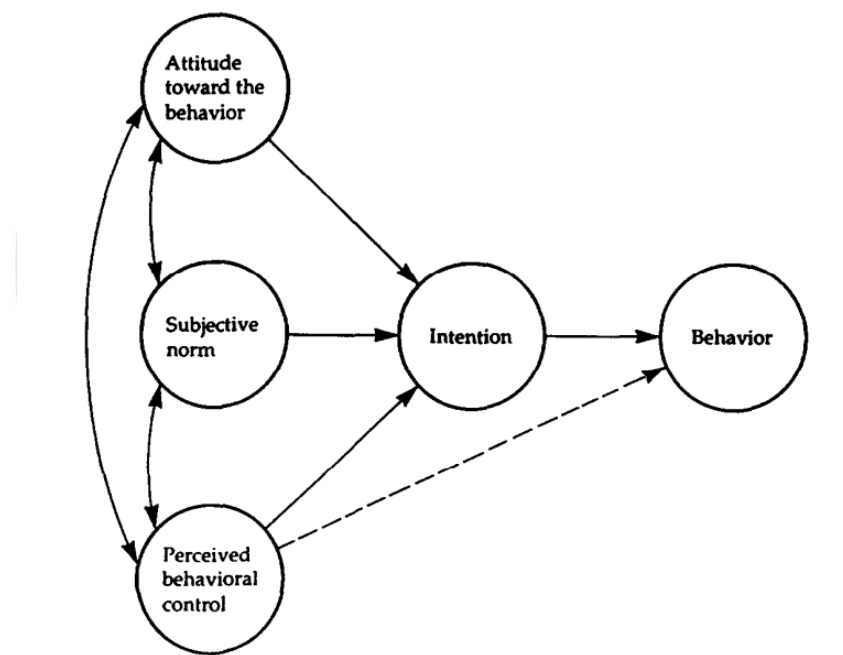 Attitude
toward the
behavior
Subjective
norm
Intention
Behavior
Perceived
behavioral
control